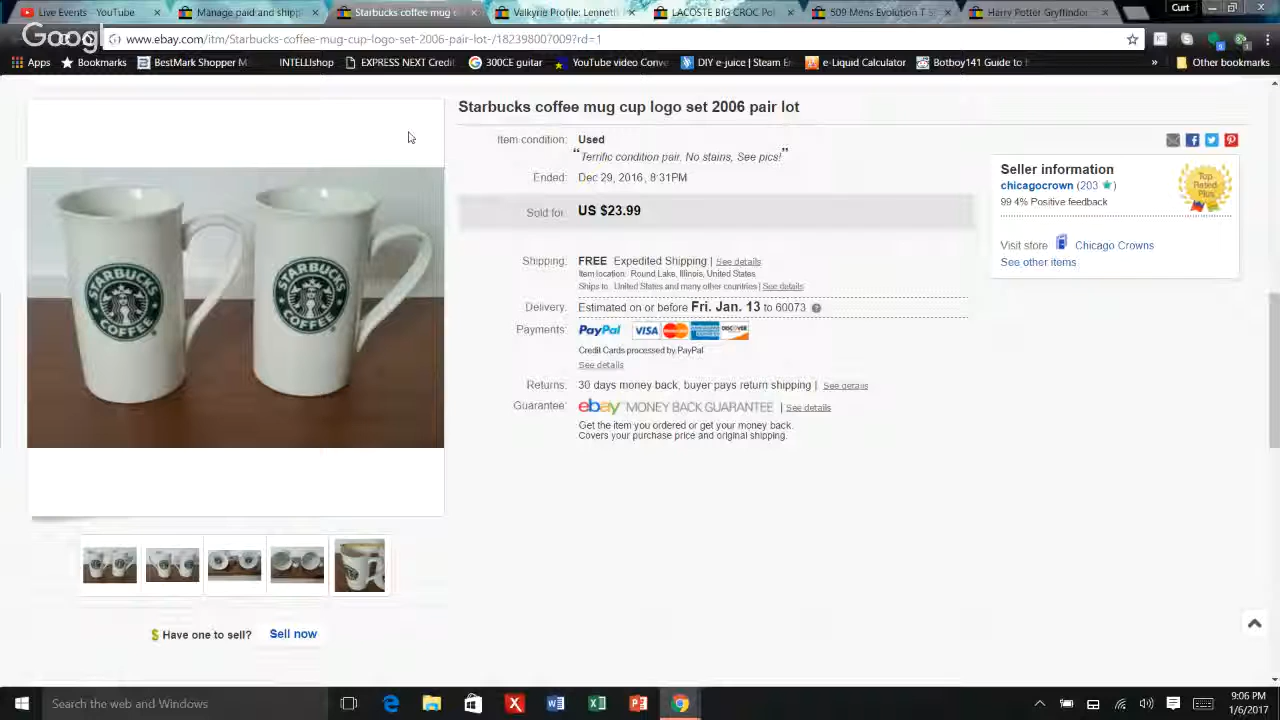 Live Events - YouTube
Manage paid and shipp
Starbucks coffee mug c
Valkyrie Profile: Lenneth
LACOSTE BIG CROC Pol
509 Mens Evolution T S
Harry Potter Gryffindor
Curt
Goog
www.ebay.com/itm/Starbucks-coffee-mug-cup-logo-set-2006-pair-lot-/182398007009?rd=1
Apps
Bookmarks
BestMark Shopper M
INTELLIshop
EXPRESS NEXT Credit
300CE guitar
YouTube video Conve
DIY e-juice | Steam E
e-Liquid Calculator
Botboy141 Guide to
»
Other bookmarks
Starbucks coffee mug cup logo set 2006 pair lot
Item condition: Used
“Terrific condition pair. No stains, See pics!”
Ended: Dec 29, 2016, 8:31PM
Sold for: US $23.99
Shipping: FREE Expedited Shipping | See details
Item location: Round Lake, Illinois, United States
Ships to: United States and many other countries | See details
Delivery: Estimated on or before Fri. Jan. 13 to 60073
Payments: PayPal VISA MasterCard AMERICAN EXPRESS DISCOVER
Credit Cards processed by PayPal
See details
Returns: 30 days money back, buyer pays return shipping | See details
Guarantee: ebay MONEY BACK GUARANTEE | See details
Get the item you ordered or get your money back.
Covers your purchase price and original shipping.
Seller information
chicagocrown (203 )
99.4% Positive feedback
Top
Rated
Plus
Visit store Chicago Crowns
See other items
STARBUCKS
COFFEE
STARBUCKS
COFFEE
$ Have one to sell? Sell now
Search the web and Windows
9:06 PM
1/6/2017